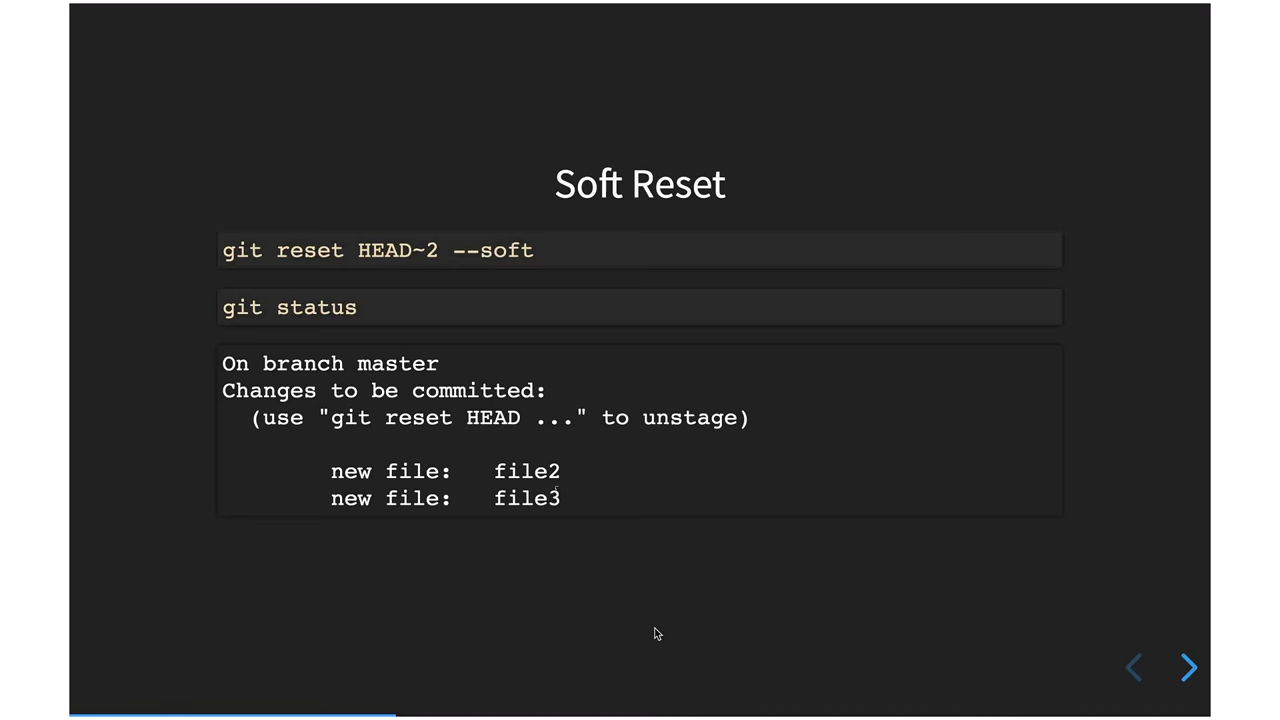 Soft Reset
git reset HEAD~2 --soft
git status
On branch master
Changes to be committed:
  (use "git reset HEAD ..." to unstage)
        new file:   file2
        new file:   file3